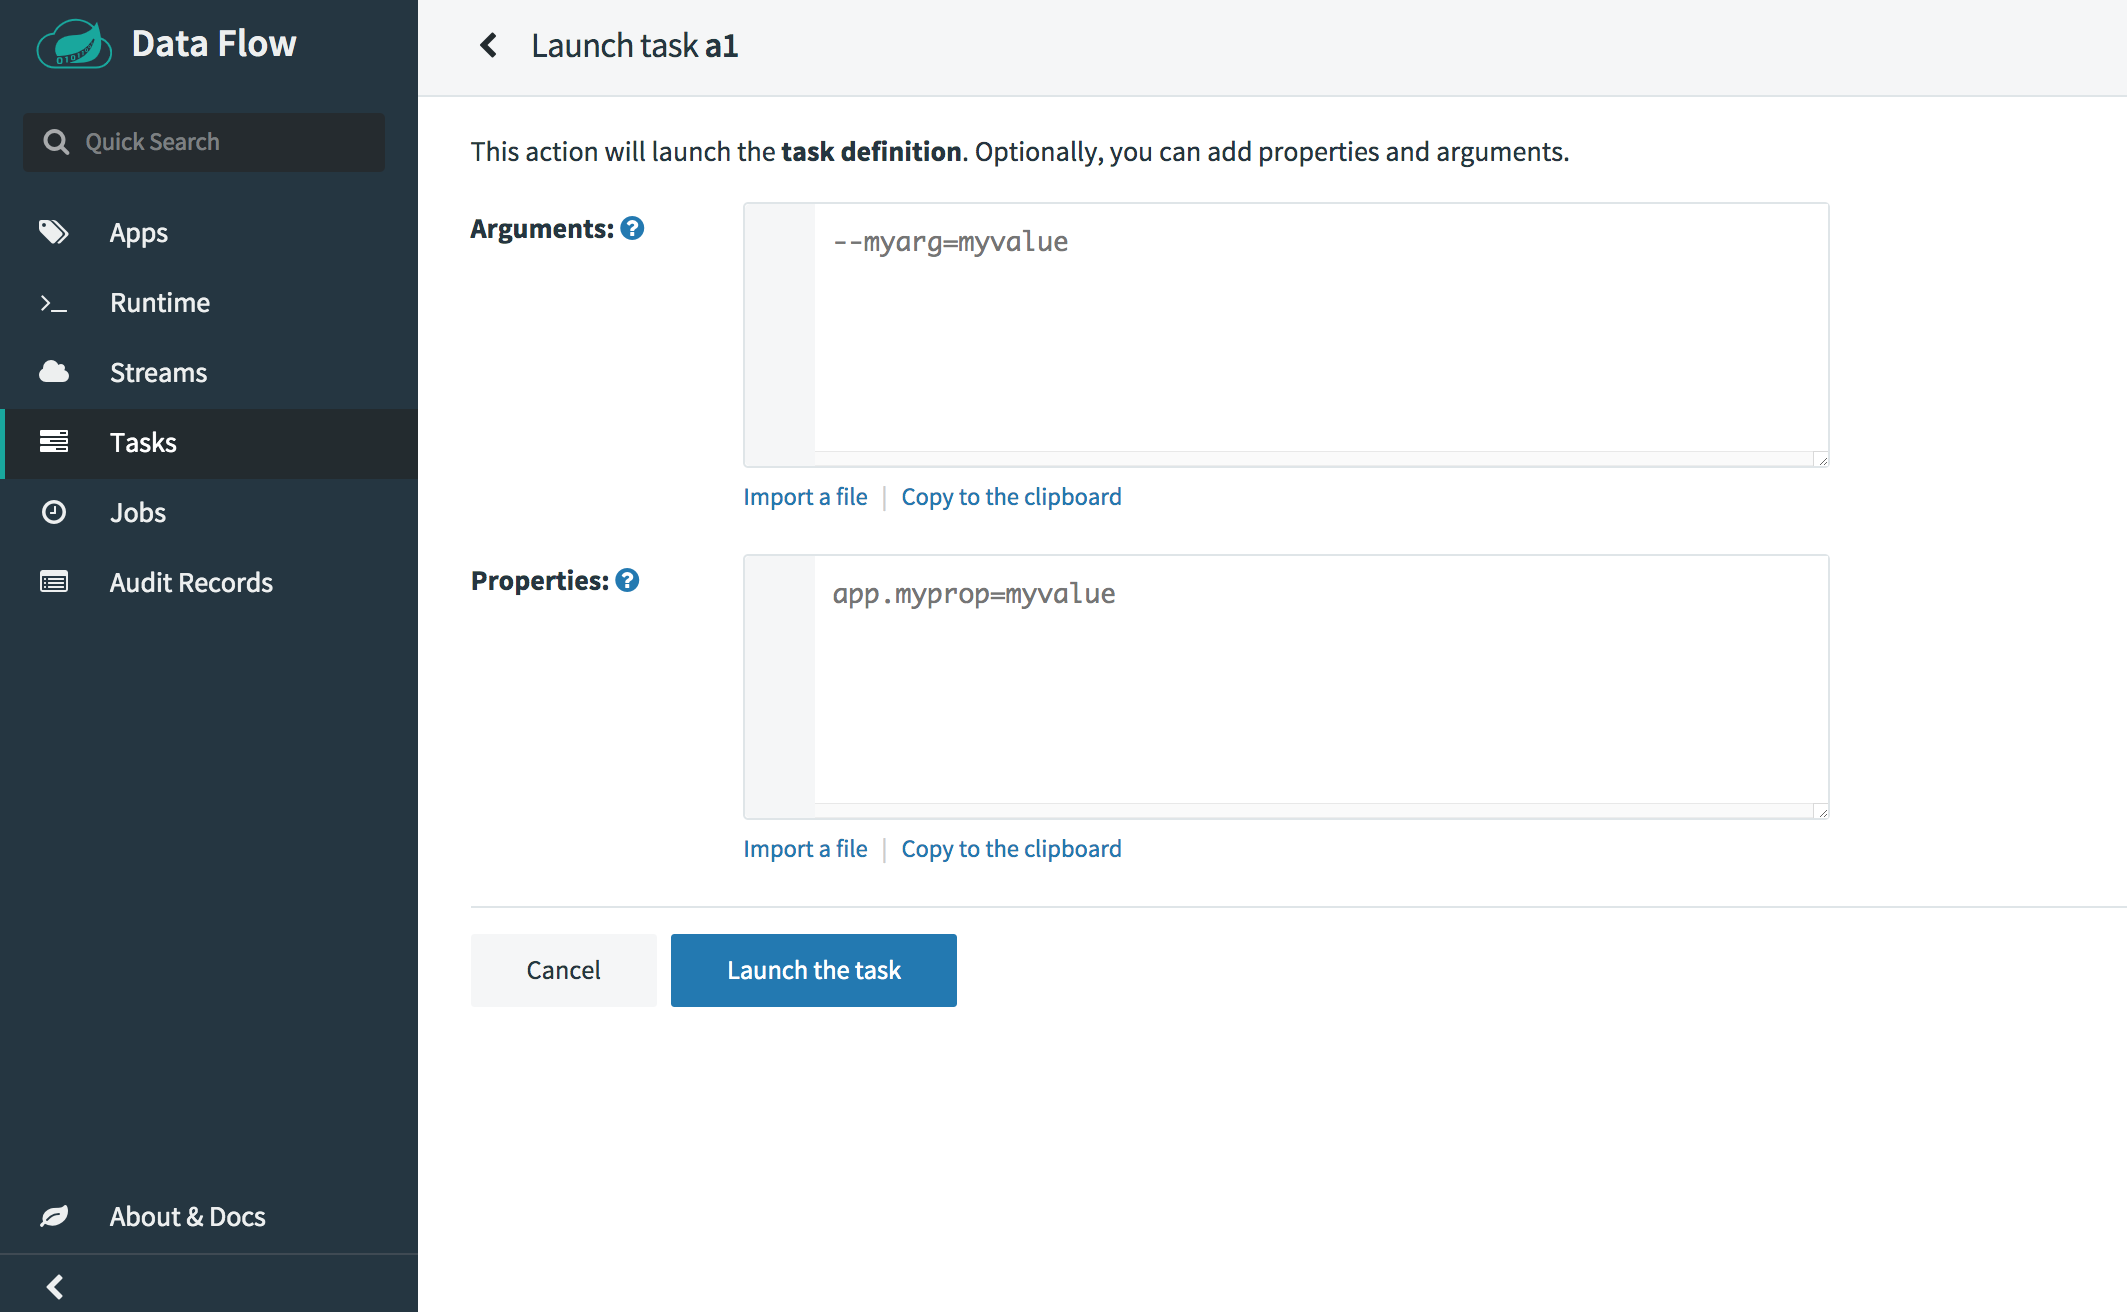 Data Flow
Quick Search
Apps
Runtime
Streams
Tasks
Jobs
Audit Records
About & Docs
Launch task a1
This action will launch the task definition. Optionally, you can add properties and arguments.
Arguments: ?
--myarg=myvalue
Import a file | Copy to the clipboard
Properties: ?
app.myprop=myvalue
Import a file | Copy to the clipboard
Cancel
Launch the task